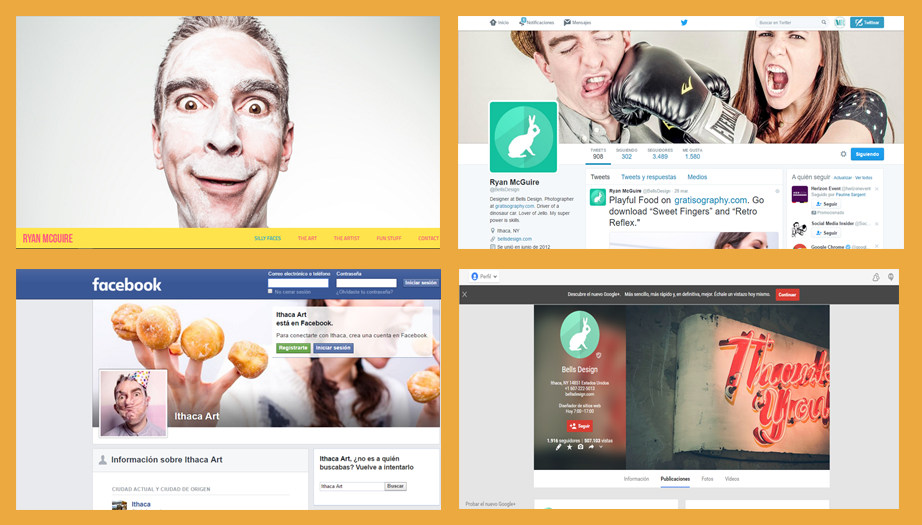 RYAN MCGUIRE
SILLY FACES THE ART THE ARTIST FUN STUFF CONTACT
Inicio Notificaciones Mensajes
Buscar en Twitter
Twittear
EVERLAST
TWEETS SIGUIENDO SEGUIDORES ME GUSTA
908 302 3.489 1.580
Siguiendo
Ryan McGuire
@BellsDesign
Designer at Bells Design. Photographer
at gratisography.com. Driver of a
dinosaur car. Lover of Jello. My super
power is skills.
Ithaca, NY
bellsdesign.com
Se unió en junio de 2012
Tweets Tweets y respuestas Medios
Ryan McGuire @BellsDesign
Playful Food on gratisography.com. Go
download “Sweet Fingers” and “Retro
Reflex.”
A quién seguir Actualizar Ver todos
Horizon Event
Seguido por Pauline Sargent
Seguir
Promocionado
Social Media Insider
Seguir
Google Chrome
facebook
Correo electrónico o teléfono Contraseña
Iniciar sesión
No cerrar sesión ¿Olvidaste tu contraseña?
Ithaca Art
está en Facebook.
Para conectarte con Ithaca, crea una cuenta en Facebook.
Registrarte Iniciar sesión
Ithaca Art
Información sobre Ithaca Art
CIUDAD ACTUAL Y CIUDAD DE ORIGEN
Ithaca
Ithaca Art, ¿no es a quién
buscabas? Vuelve a intentarlo
Ithaca Art Buscar
Perfil
Descubre el nuevo Google+. Más sencillo, más rápido y, en definitiva, mejor. Échale un vistazo hoy mismo. Continuar
Bells Design
Ithaca, NY 14851 Estados Unidos
+1 607-222-5013
bellsdesign.com
Diseñador de sitios web
Hoy 7:00–17:00
Seguir
1.916 seguidores | 507.103 vistas
Thank
You
Información Publicaciones Fotos Vídeos
Probar el nuevo Google+